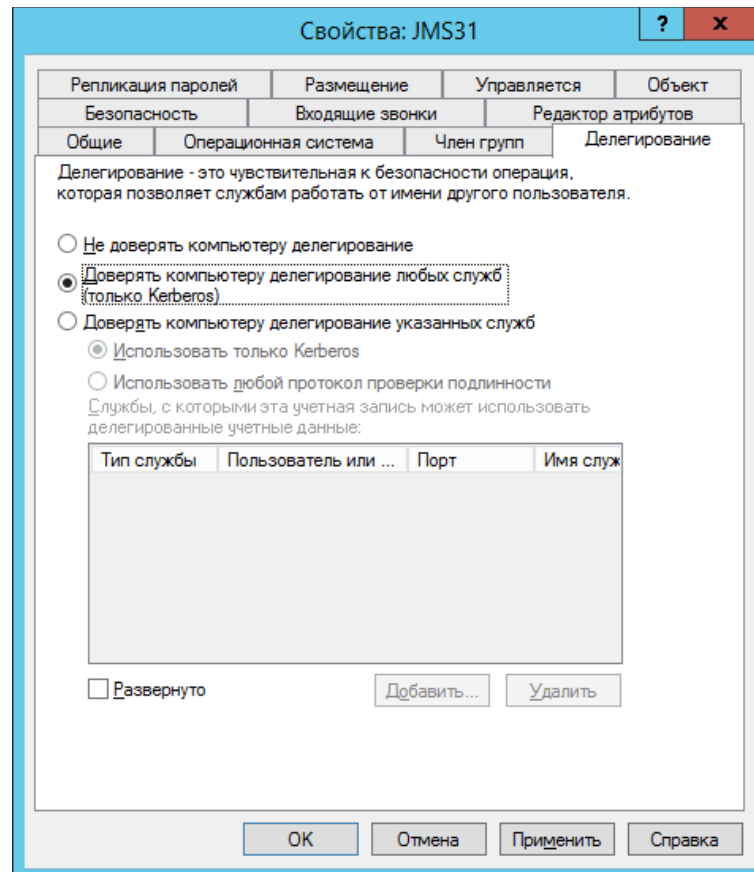 Свойства: JMS31
?
x
Репликация паролей
Размещение
Управляется
Объект
Безопасность
Входящие звонки
Редактор атрибутов
Общие
Операционная система
Член групп
Делегирование
Делегирование - это чувствительная к безопасности операция,
которая позволяет службам работать от имени другого пользователя.
Не доверять компьютеру делегирование
Доверять компьютеру делегирование любых служб
(только Kerberos)
Доверять компьютеру делегирование указанных служб
Использовать только Kerberos
Использовать любой протокол проверки подлинности
Службы, с которыми эта учетная запись может использовать
делегированные учетные данные:
Тип службы
Пользователь или ...
Порт
Имя служ
Развернуто
Добавить...
Удалить
OK
Отмена
Применить
Справка